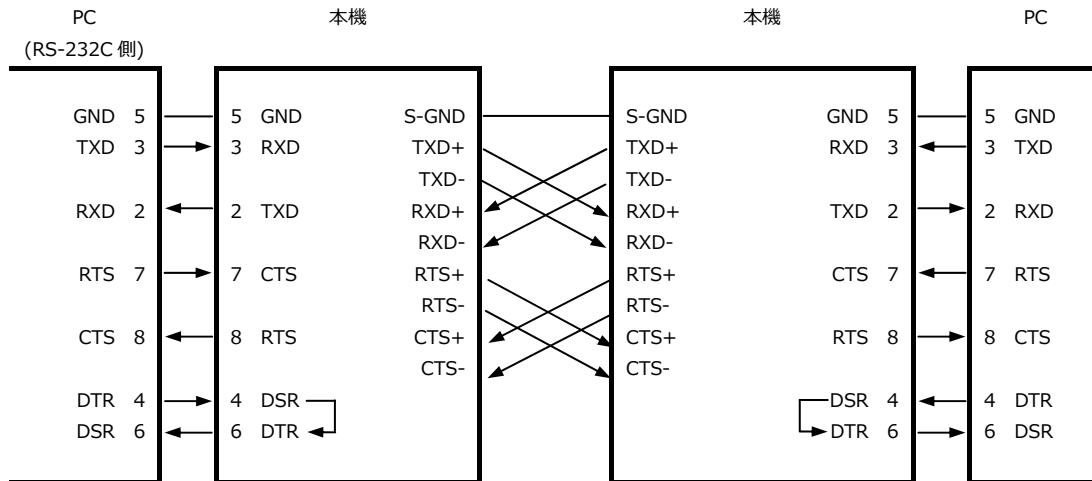 PC 本機 本機 PC
(RS-232C 側)
GND 5 5 GND S-GND S-GND GND 5 5 GND
TXD 3 3 RXD TXD+ TXD+ RXD 3 3 TXD
TXD- TXD-
RXD 2 2 TXD RXD+ RXD+ TXD 2 2 RXD
RXD- RXD-
RTS 7 7 CTS RTS+ RTS+ CTS 7 7 RTS
RTS- RTS-
CTS 8 8 RTS CTS+ CTS+ RTS 8 8 CTS
CTS- CTS-
DTR 4 4 DSR DSR 4 4 DTR
DSR 6 6 DTR DTR 6 6 DSR